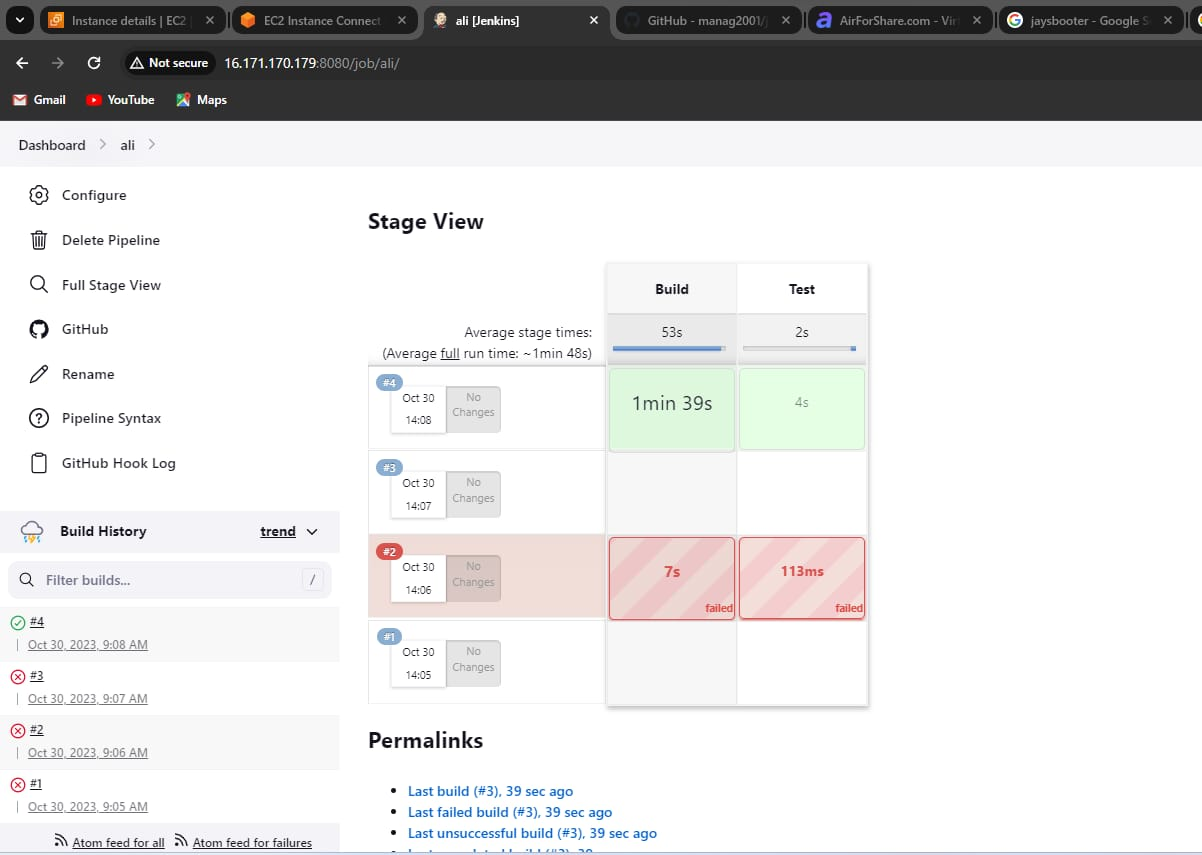 Instance details | EC2 |
EC2 Instance Connect
ali [Jenkins]
GitHub - manag2001/j
AirForShare.com - Virt
jaysbooter - Google S
Not secure
16.171.170.179:8080/job/ali/
Gmail
YouTube
Maps
Dashboard
ali
Configure
Delete Pipeline
Full Stage View
GitHub
Rename
Pipeline Syntax
GitHub Hook Log
Build History
trend
Filter builds...
/
#4
Oct 30, 2023, 9:08 AM
#3
Oct 30, 2023, 9:07 AM
#2
Oct 30, 2023, 9:06 AM
#1
Oct 30, 2023, 9:05 AM
Atom feed for all
Atom feed for failures
Stage View
Build
Test
Average stage times:
(Average full run time: ~1min 48s)
53s
2s
#4
Oct 30
14:08
No
Changes
1min 39s
4s
#3
Oct 30
14:07
No
Changes
#2
Oct 30
14:06
No
Changes
7s
failed
113ms
failed
#1
Oct 30
14:05
No
Changes
Permalinks
Last build (#3), 39 sec ago
Last failed build (#3), 39 sec ago
Last unsuccessful build (#3), 39 sec ago